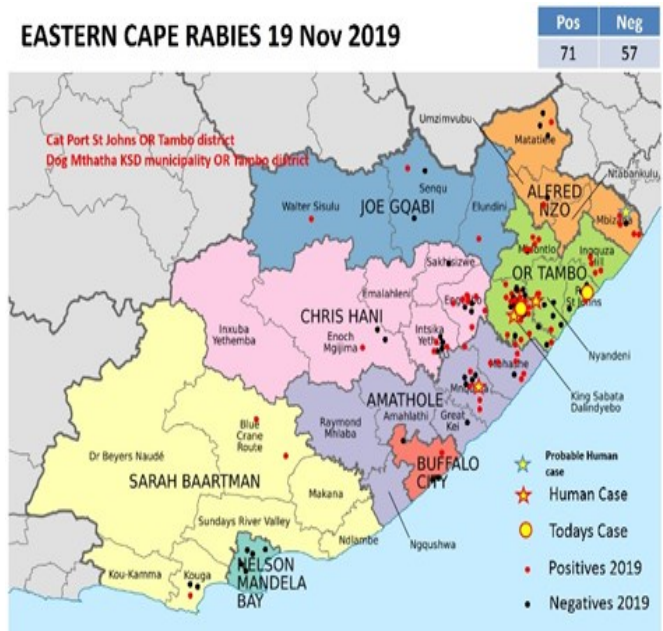 EASTERN CAPE RABIES 19 Nov 2019
Pos Neg
71 57
Cat Port St Johns OR Tambo district
Dog Mthatha KSD municipality OR Tambo district
Umzimvubu
Matatiele
Ntabankulu
ALFRED
NZO
Mbizana
Senqu
Walter Sisulu
JOE GQABI
Elundini
Mhlontlo
Ingquza
Hill
OR TAMBO
St Johns
Sakhisizwe
Emalahleni
Engcobo
CHRIS HANI
Inxuba
Yethemba
Enoch
Mgijima
Intsika
Yethu
Nyandeni
Mbhashe
King Sabata
Dalindyebo
Mnquma
AMATHOLE
Amahlathi
Great
Kei
Raymond
Mhlaba
Blue
Crane
Route
Dr Beyers Naudé
SARAH BAARTMAN
BUFFALO
CITY
Makana
Ngqushwa
Sundays River Valley
Ndlambe
NELSON
MANDELA
BAY
Kou-Kamma
Kouga
Probable Human
case
Human Case
Todays Case
Positives 2019
Negatives 2019